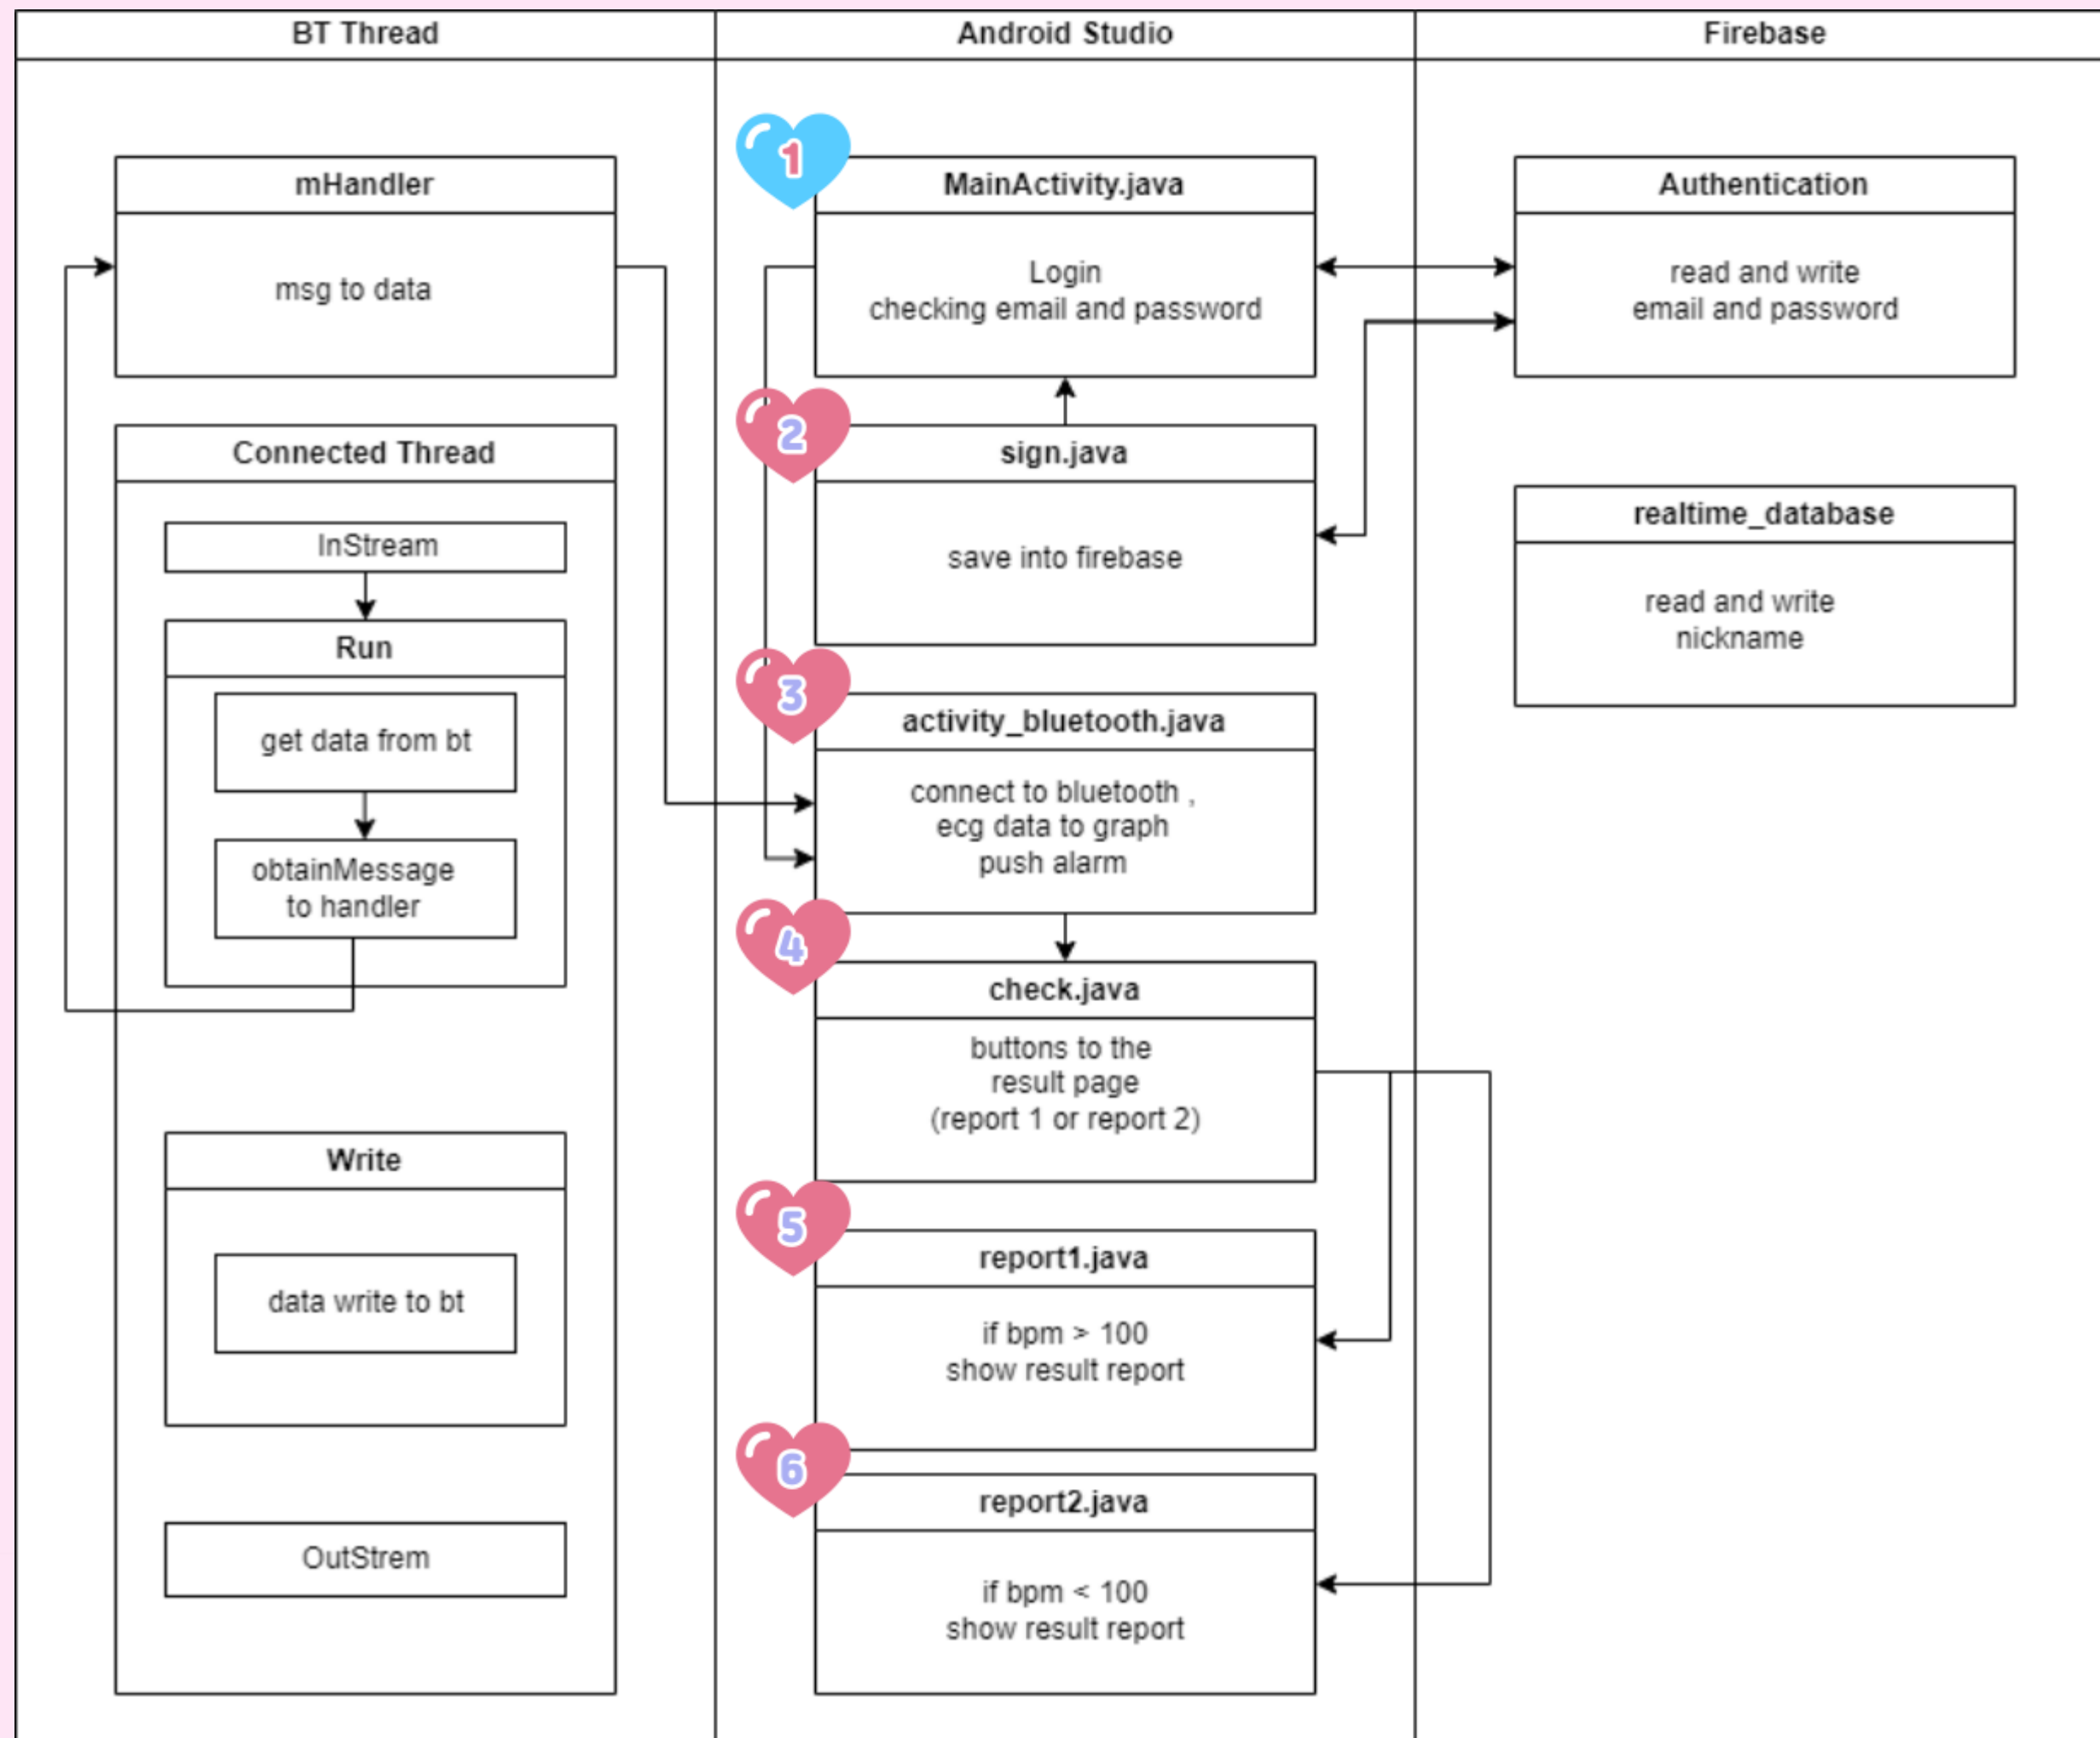 BT Thread
Android Studio
Firebase
mHandler
msg to data
Connected Thread
InStream
Run
get data from bt
obtainMessage
to handler
Write
data write to bt
OutStrem
1
MainActivity.java
Login
checking email and password
2
sign.java
save into firebase
3
activity_bluetooth.java
connect to bluetooth ,
ecg data to graph
push alarm
4
check.java
buttons to the
result page
(report 1 or report 2)
5
report1.java
if bpm > 100
show result report
6
report2.java
if bpm < 100
show result report
Authentication
read and write
email and password
realtime_database
read and write
nickname